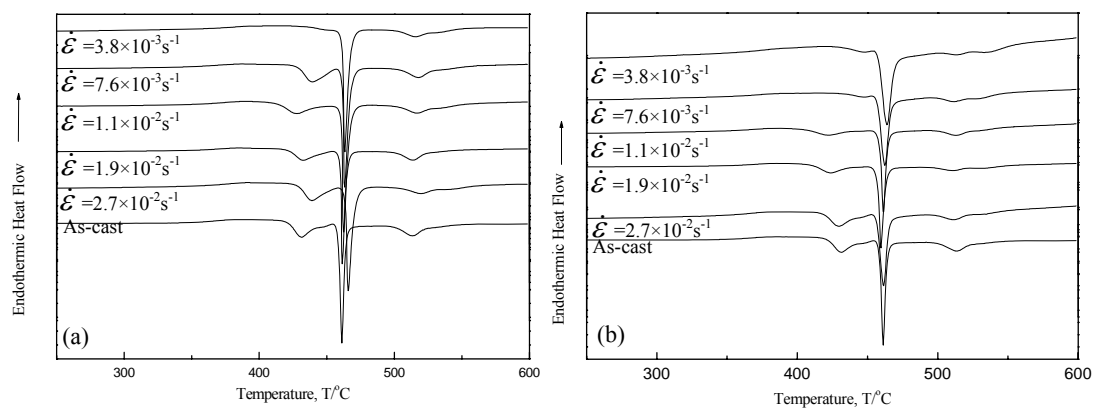 Endothermic Heat Flow
ε̇ =3.8×10⁻³s⁻¹
ε̇ =7.6×10⁻³s⁻¹
ε̇ =1.1×10⁻²s⁻¹
ε̇ =1.9×10⁻²s⁻¹
ε̇ =2.7×10⁻²s⁻¹
As-cast
(a)
300 400 500 600
Temperature, T/°C
Endothermic Heat Flow
ε̇ =3.8×10⁻³s⁻¹
ε̇ =7.6×10⁻³s⁻¹
ε̇ =1.1×10⁻²s⁻¹
ε̇ =1.9×10⁻²s⁻¹
ε̇ =2.7×10⁻²s⁻¹
As-cast
(b)
300 400 500 600
Temperature, T/°C